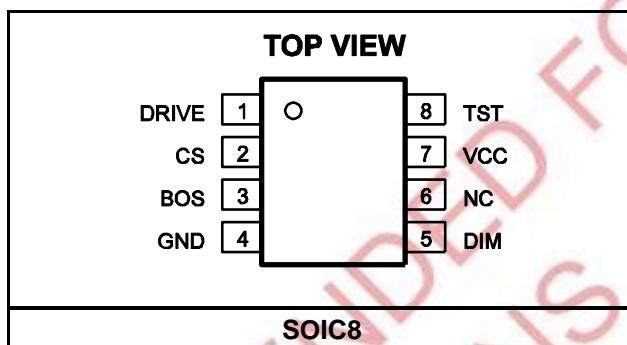 TOP VIEW
DRIVE 1 8 TST
CS 2 7 VCC
BOS 3 6 NC
GND 4 5 DIM
SOIC8